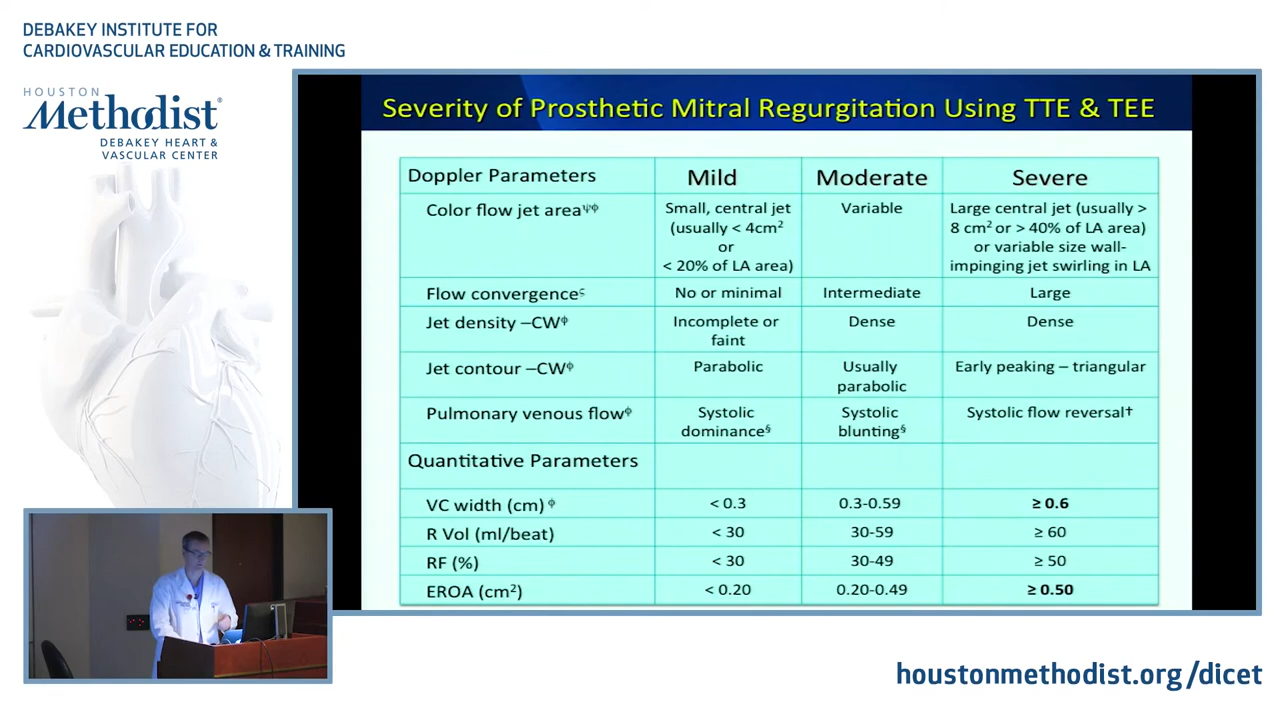 DEBAKEY INSTITUTE FOR
CARDIOVASCULAR EDUCATION & TRAINING
HOUSTON
Methodist®
DEBAKEY HEART &
VASCULAR CENTER
Severity of Prosthetic Mitral Regurgitation Using TTE & TEE
Doppler Parameters Mild Moderate Severe
Color flow jet areaᴪᶲ Small, central jet Variable Large central jet (usually >
(usually < 4cm² 8 cm² or > 40% of LA area)
or or variable size wall-
< 20% of LA area) impinging jet swirling in LA
Flow convergenceς No or minimal Intermediate Large
Jet density –CWᶲ Incomplete or Dense Dense
faint
Jet contour –CWᶲ Parabolic Usually Early peaking – triangular
parabolic
Pulmonary venous flowᶲ Systolic Systolic Systolic flow reversal†
dominance§ blunting§
Quantitative Parameters
VC width (cm) ᶲ < 0.3 0.3-0.59 ≥ 0.6
R Vol (ml/beat) < 30 30-59 ≥ 60
RF (%) < 30 30-49 ≥ 50
EROA (cm²) < 0.20 0.20-0.49 ≥ 0.50
houstonmethodist.org/dicet